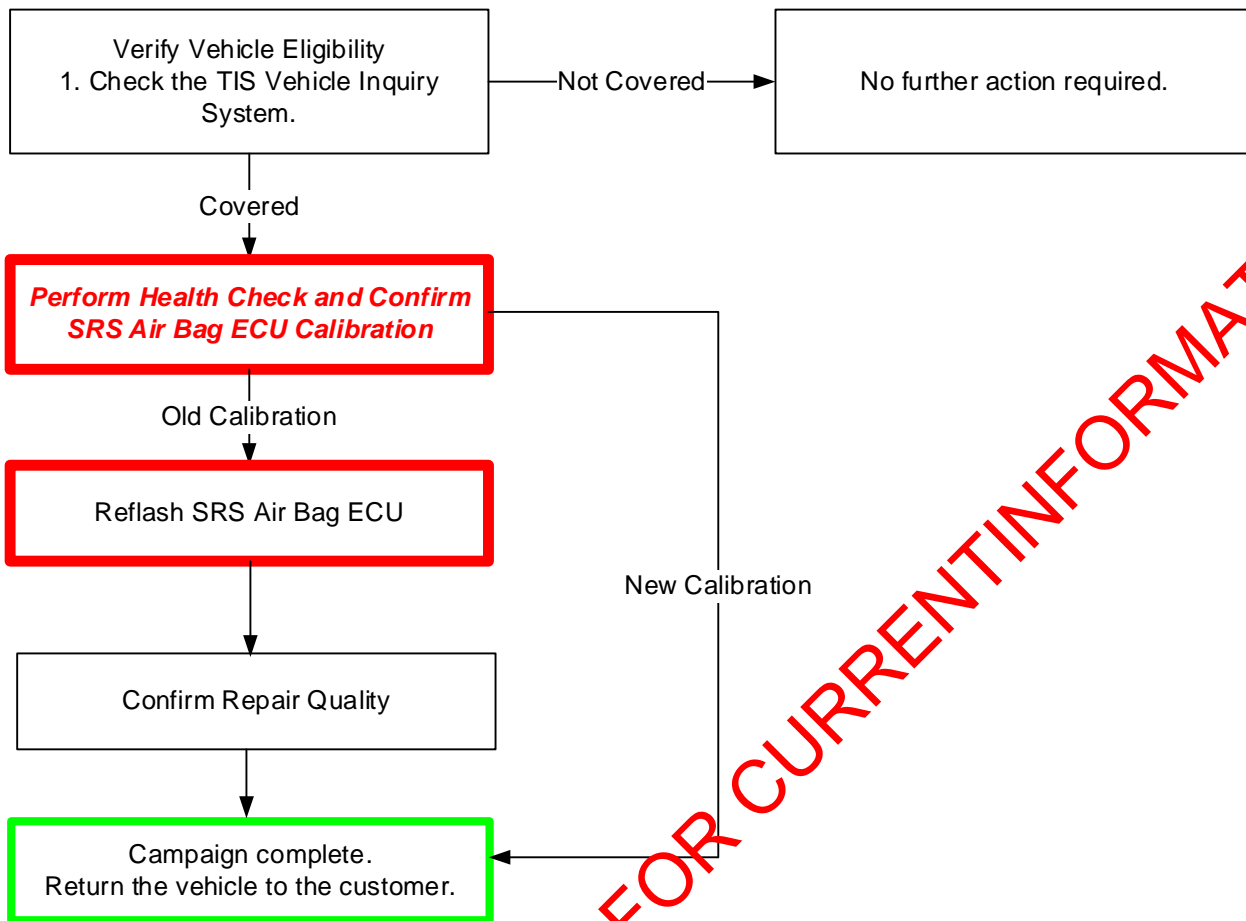 Verify Vehicle Eligibility
1. Check the TIS Vehicle Inquiry
System.
Not Covered
No further action required.
Covered
Perform Health Check and Confirm
SRS Air Bag ECU Calibration
Old Calibration
Reflash SRS Air Bag ECU
New Calibration
Confirm Repair Quality
Campaign complete.
Return the vehicle to the customer.
FOR CURRENTINFORMAT